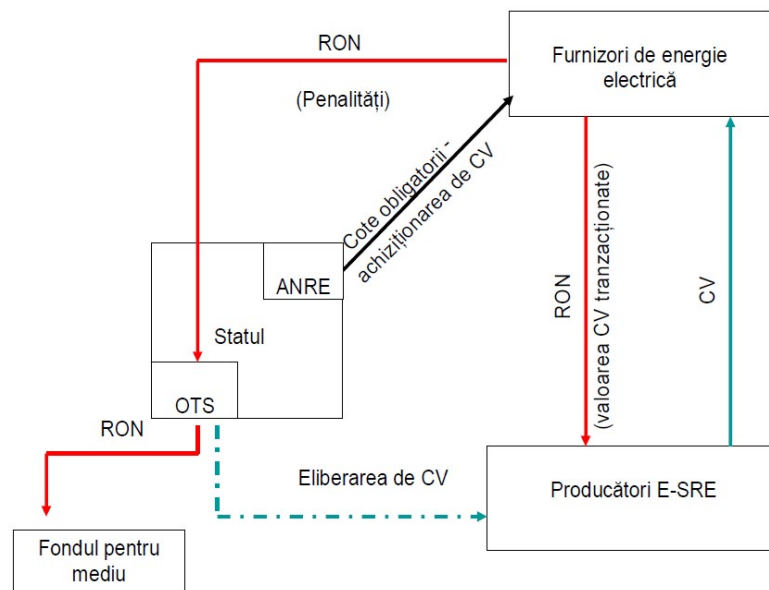 RON
Furnizori de energie
electrică
(Penalități)
Cote obligatorii -
achiziționarea de CV
ANRE
Statul
OTS
RON
(valoarea CV tranzacționate)
CV
RON
Eliberarea de CV
Producători E-SRE
Fondul pentru
mediu